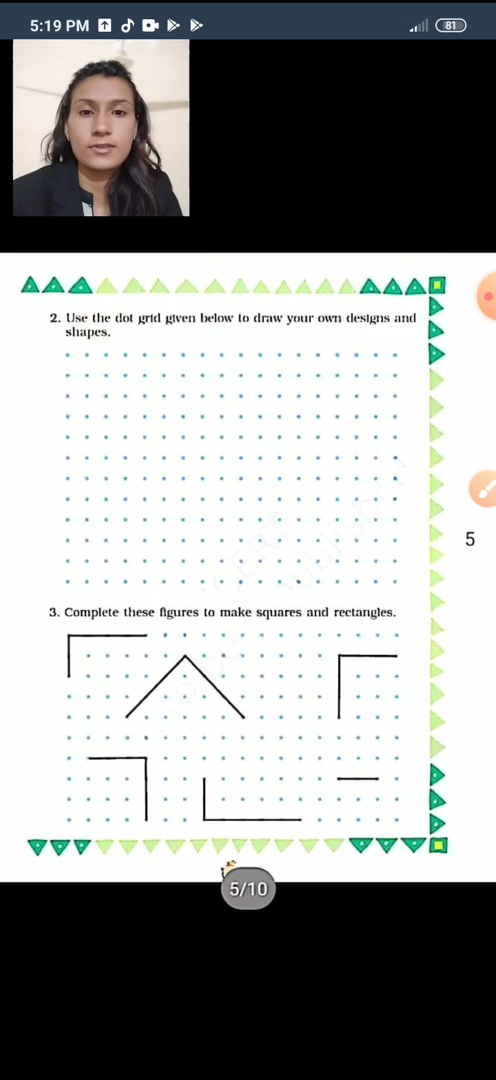 5:19 PM
81
2. Use the dot grid given below to draw your own designs and
shapes.
5
3. Complete these figures to make squares and rectangles.
5/10